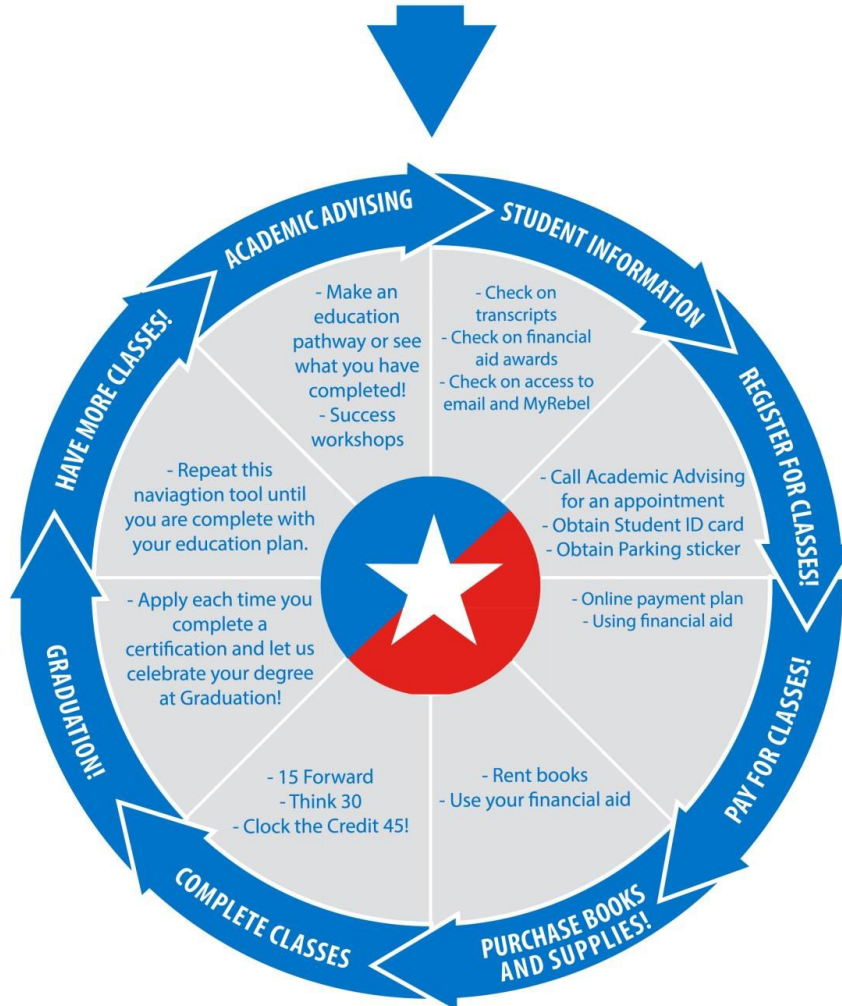 ACADEMIC ADVISING
- Make an
education
pathway or see
what you have
completed!
- Success
workshops
STUDENT INFORMATION
- Check on
transcripts
- Check on financial
aid awards
- Check on access to
email and MyRebel
REGISTER FOR CLASSES!
- Call Academic Advising
for an appointment
- Obtain Student ID card
- Obtain Parking sticker
PAY FOR CLASSES!
- Online payment plan
- Using financial aid
PURCHASE BOOKS
AND SUPPLIES!
- Rent books
- Use your financial aid
COMPLETE CLASSES
- 15 Forward
- Think 30
- Clock the Credit 45!
GRADUATION!
- Apply each time you
complete a
certification and let us
celebrate your degree
at Graduation!
HAVE MORE CLASSES!
- Repeat this
naviagtion tool until
you are complete with
your education plan.